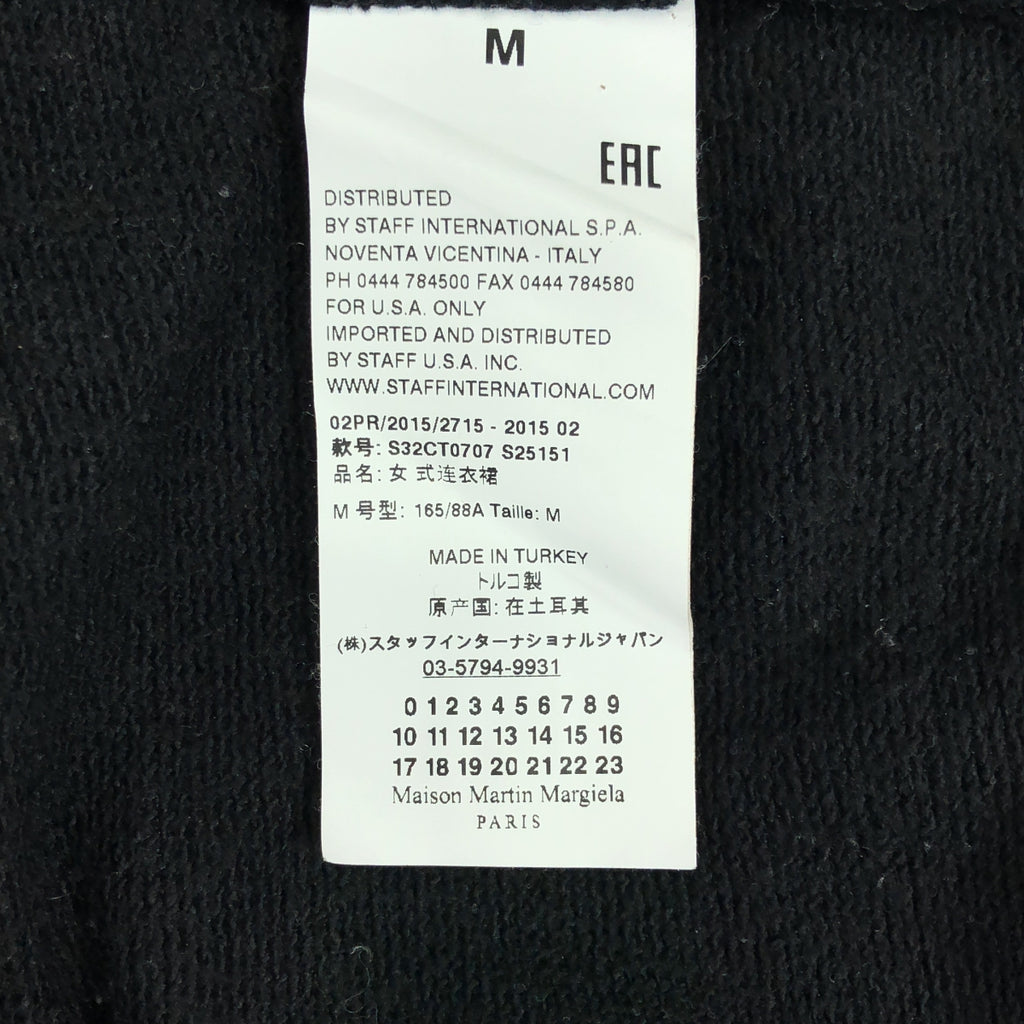 M
EAC
DISTRIBUTED
BY STAFF INTERNATIONAL S.P.A.
NOVENTA VICENTINA - ITALY
PH 0444 784500 FAX 0444 784580
FOR U.S.A. ONLY
IMPORTED AND DISTRIBUTED
BY STAFF U.S.A. INC.
WWW.STAFFINTERNATIONAL.COM
02PR/2015/2715 - 2015 02
款号: S32CT0707 S25151
品名: 女 式连衣裙
M 号型: 165/88A Taille: M
MADE IN TURKEY
トルコ製
原产国: 在土耳其
(株)スタッフインターナショナルジャパン
03-5794-9931
0 1 2 3 4 5 6 7 8 9
10 11 12 13 14 15 16
17 18 19 20 21 22 23
Maison Martin Margiela
PARIS